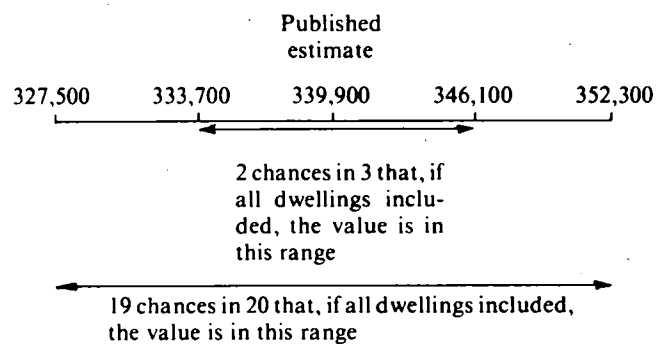 Published
estimate
327,500 333,700 339,900 346,100 352,300
2 chances in 3 that, if
all dwellings inclu-
ded, the value is in
this range
19 chances in 20 that, if all dwellings included,
the value is in this range